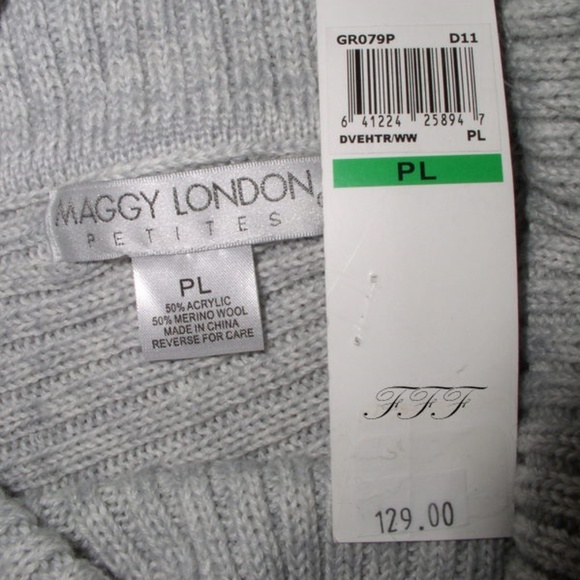 GR079P D11
6 41224 25894 7
DVEHTR/WW PL
PL
MAGGY LONDON
PETITES
PL
50% ACRYLIC
50% MERINO WOOL
MADE IN CHINA
REVERSE FOR CARE
FFF
129.00